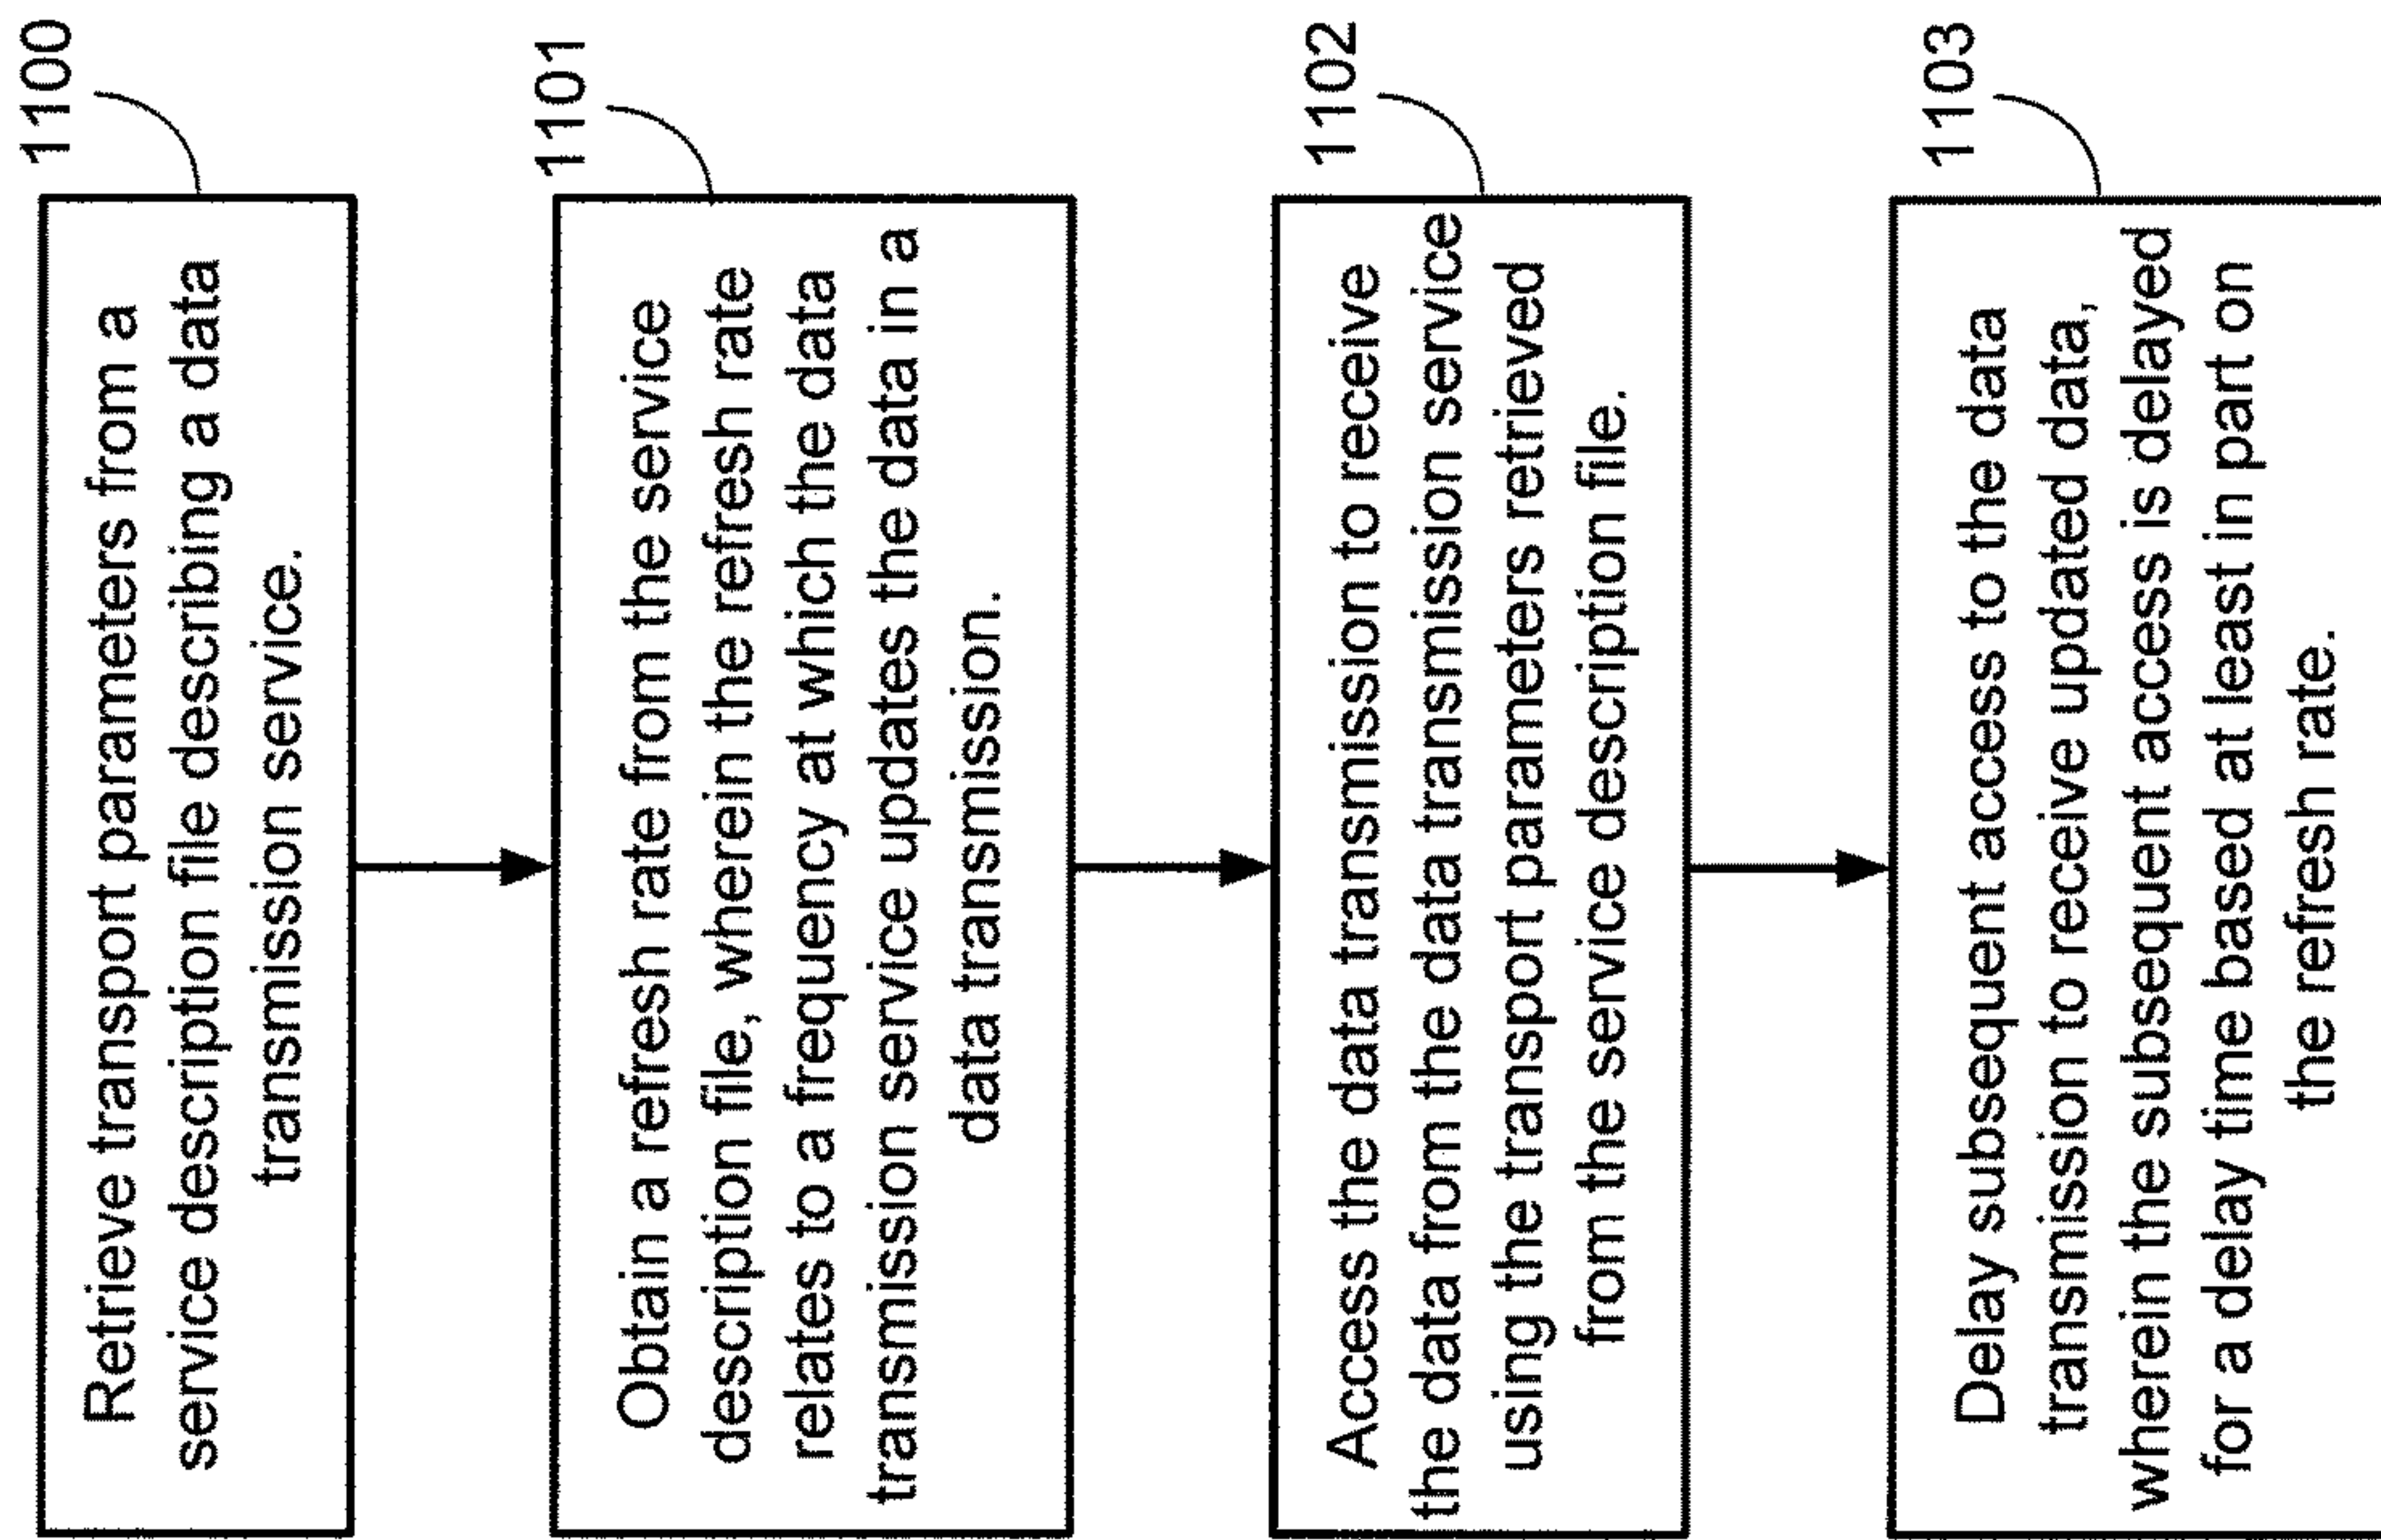 1100
Retrieve transport parameters from a
service description file describing a data
transmission service.
1101
Obtain a refresh rate from the service
description file, wherein the refresh rate
relates to a frequency at which the data
transmission service updates the data in a
data transmission.
1102
Access the data transmission to receive
the data from the data transmission service
using the transport parameters retrieved
from the service description file.
1103
Delay subsequent access to the data
transmission to receive updated data,
wherein the subsequent access is delayed
for a delay time based at least in part on
the refresh rate.